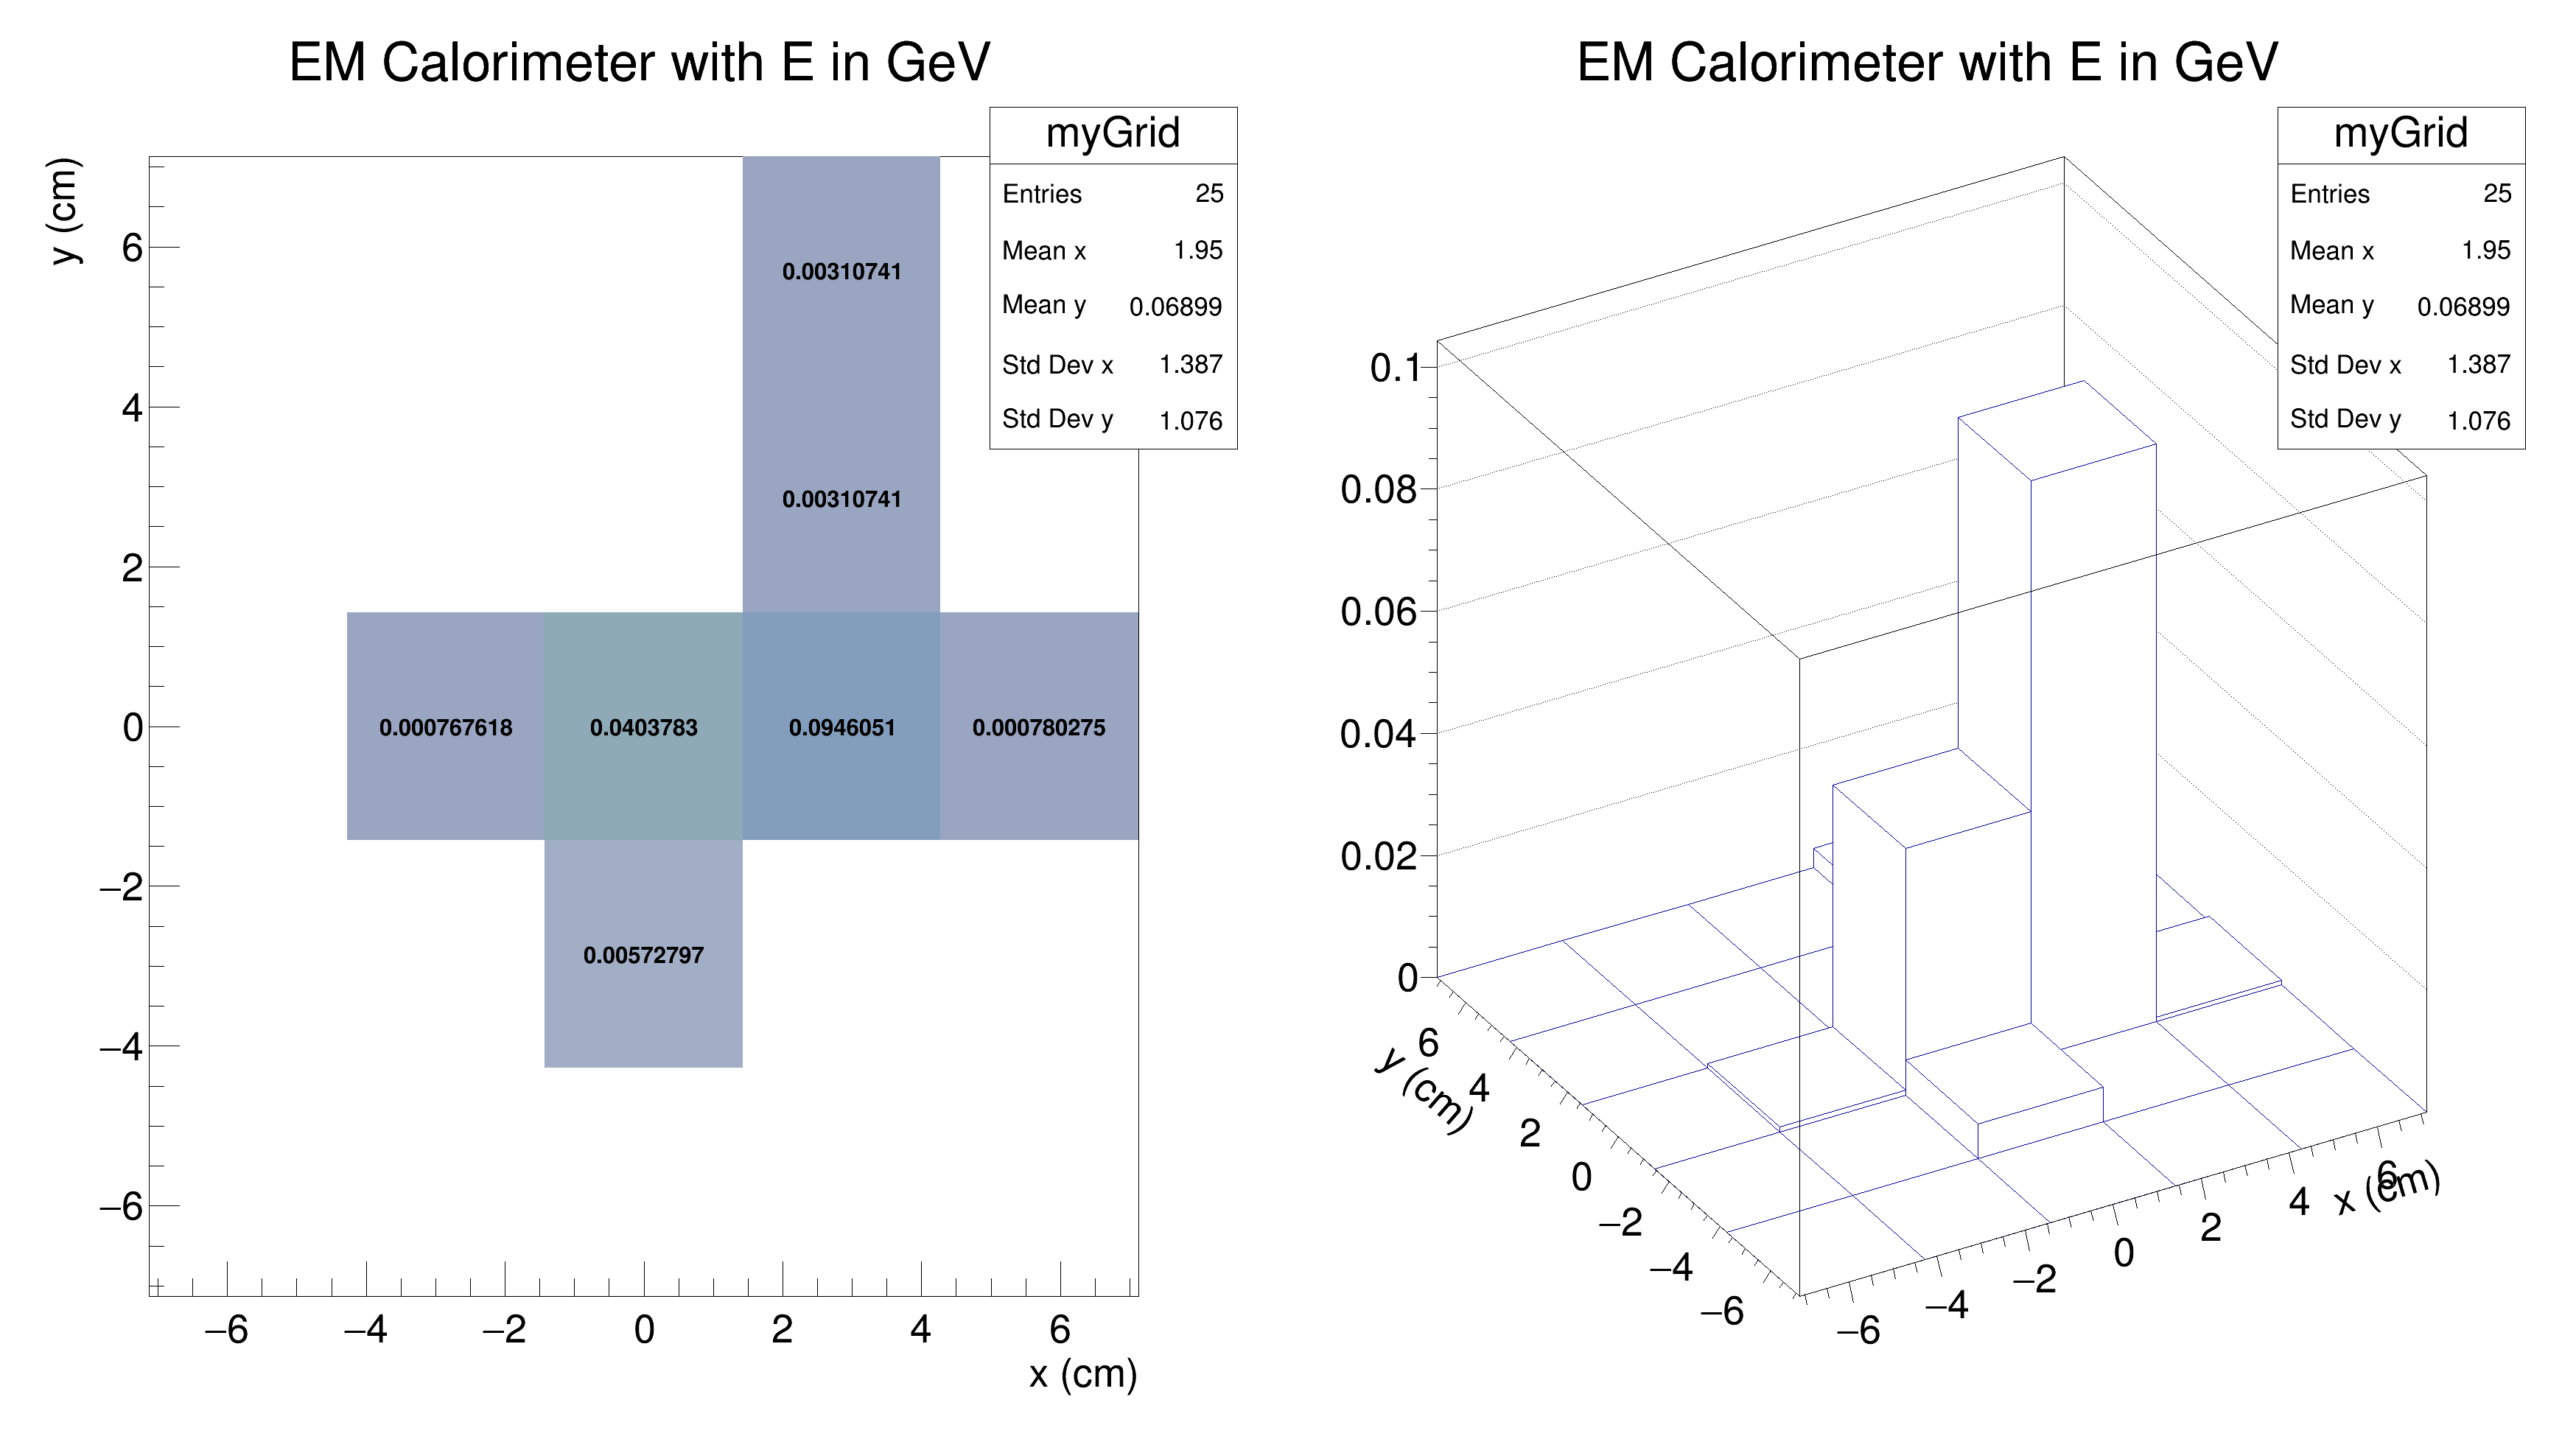 EM Calorimeter with E in GeV
myGrid
Entries 25
Mean x 1.95
Mean y 0.06899
Std Dev x 1.387
Std Dev y 1.076
y (cm)
6
4
2
0
−2
−4
−6
0.00310741
0.00310741
0.000767618 0.0403783 0.0946051 0.000780275
0.00572797
−6 −4 −2 0 2 4 6
x (cm)
EM Calorimeter with E in GeV
myGrid
Entries 25
Mean x 1.95
Mean y 0.06899
Std Dev x 1.387
Std Dev y 1.076
0.1
0.08
0.06
0.04
0.02
0
6
4
2
0
−2
−4
−6
y (cm)
−6 −4 −2 0 2 4 6
x (cm)